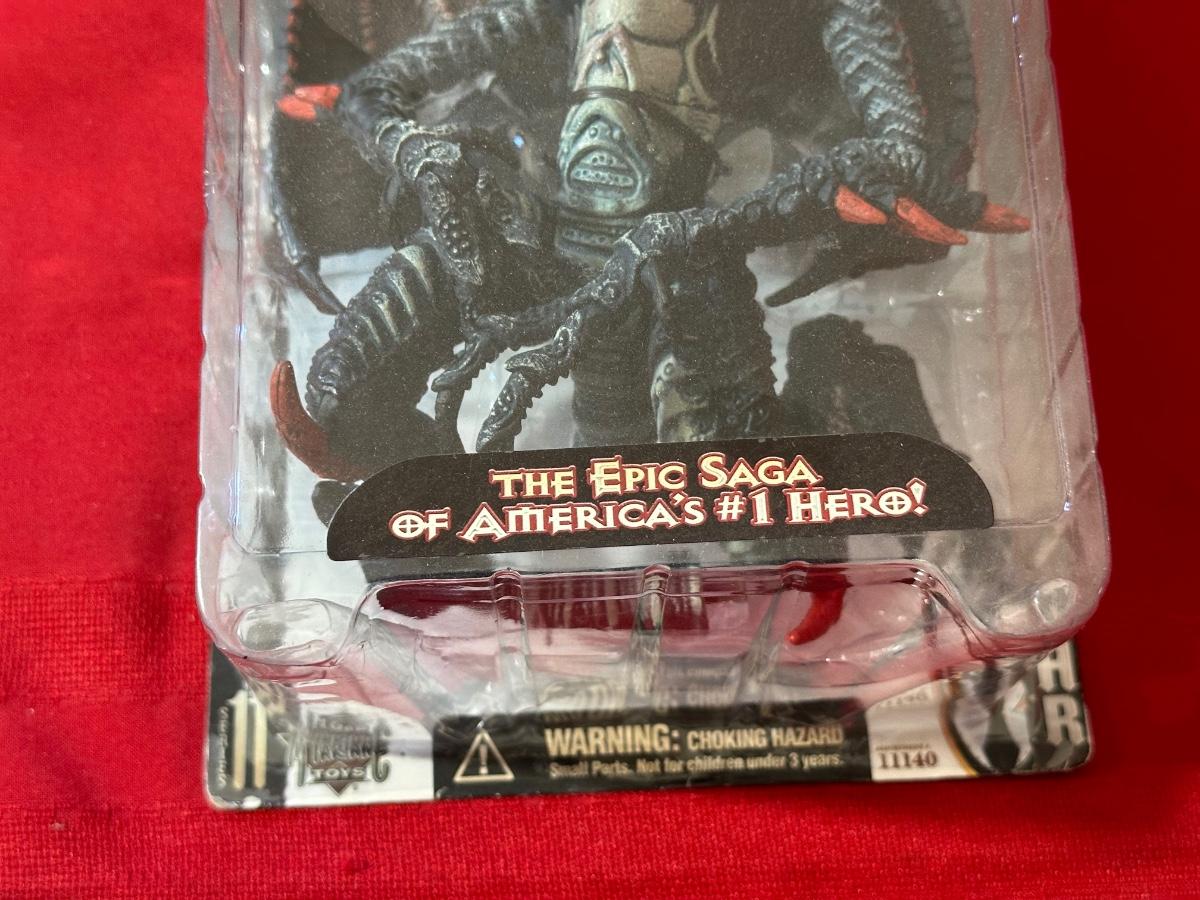 THE EPIC SAGA
OF AMERICA'S #1 HERO!
WARNING: CHOKING HAZARD
Small Parts. Not for children under 3 years.
11140
TOYS
H
R